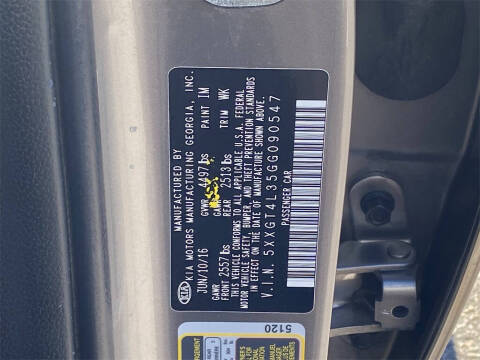 MANUFACTURED BY
KIA KIA MOTORS MANUFACTURING GEORGIA, INC.
JUN/10/16 GVWR 4497 lbs PAINT IM
GAWR FRONT 2557 lbs GAWR REAR 2513 lbs TRIM WK
THIS VEHICLE CONFORMS TO ALL APPLICABLE U.S.A. FEDERAL
MOTOR VEHICLE SAFETY, BUMPER, AND THEFT PREVENTION STANDARDS
IN EFFECT ON THE DATE OF MANUFACTURE SHOWN ABOVE.
V.I.N. 5XXGT4L35GG090547
PASSENGER CAR
5120